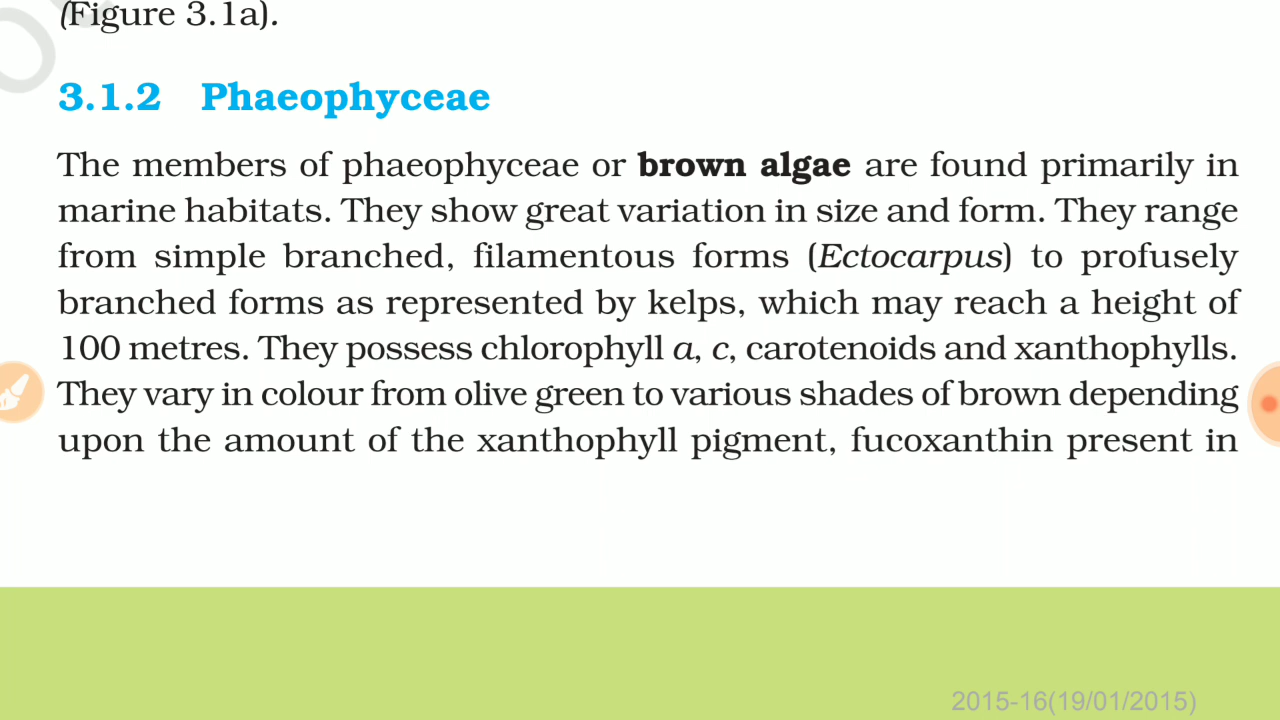 (Figure 3.1a).
3.1.2 Phaeophyceae
The members of phaeophyceae or brown algae are found primarily in
marine habitats. They show great variation in size and form. They range
from simple branched, filamentous forms (Ectocarpus) to profusely
branched forms as represented by kelps, which may reach a height of
100 metres. They possess chlorophyll a, c, carotenoids and xanthophylls.
They vary in colour from olive green to various shades of brown depending
upon the amount of the xanthophyll pigment, fucoxanthin present in
2015-16(19/01/2015)